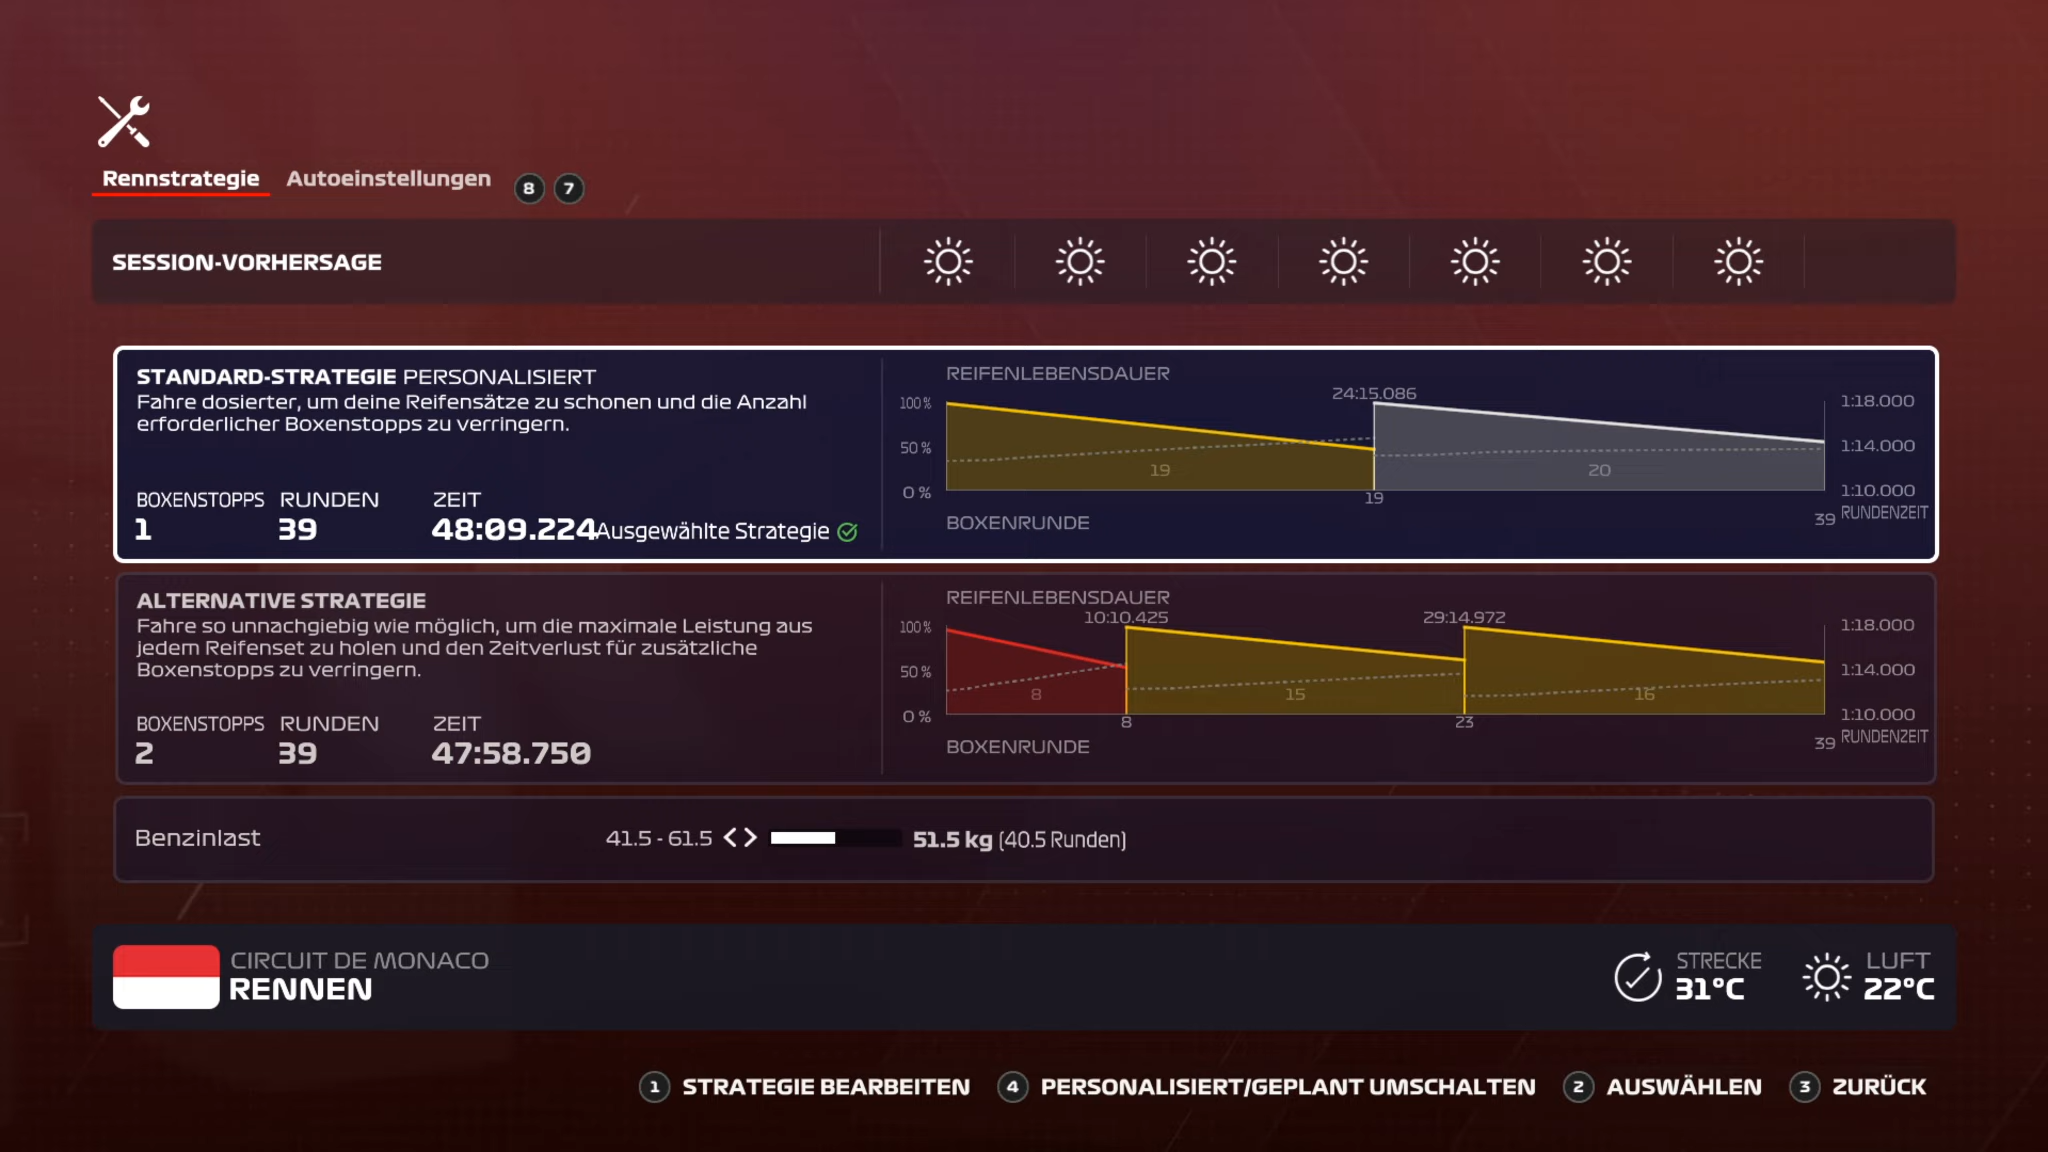 Rennstrategie Autoeinstellungen 8 7
SESSION-VORHERSAGE
STANDARD-STRATEGIE PERSONALISIERT
Fahre dosierter, um deine Reifensätze zu schonen und die Anzahl
erforderlicher Boxenstopps zu verringern.
BOXENSTOPPS RUNDEN ZEIT
1 39 48:09.224 Ausgewählte Strategie
REIFENLEBENSDAUER
24:15.086
100 % 1:18.000
50 % 1:14.000
19 20
0 % 1:10.000
19
BOXENRUNDE 39 RUNDENZEIT
ALTERNATIVE STRATEGIE
Fahre so unnachgiebig wie möglich, um die maximale Leistung aus
jedem Reifenset zu holen und den Zeitverlust für zusätzliche
Boxenstopps zu verringern.
BOXENSTOPPS RUNDEN ZEIT
2 39 47:58.750
REIFENLEBENSDAUER
10:10.425 29:14.972
100 % 1:18.000
50 % 1:14.000
8 15 16
0 % 1:10.000
8 23
BOXENRUNDE 39 RUNDENZEIT
Benzinlast 41.5 - 61.5 51.5 kg (40.5 Runden)
CIRCUIT DE MONACO
RENNEN
STRECKE
31°C
LUFT
22°C
1 STRATEGIE BEARBEITEN 4 PERSONALISIERT/GEPLANT UMSCHALTEN 2 AUSWÄHLEN 3 ZURÜCK